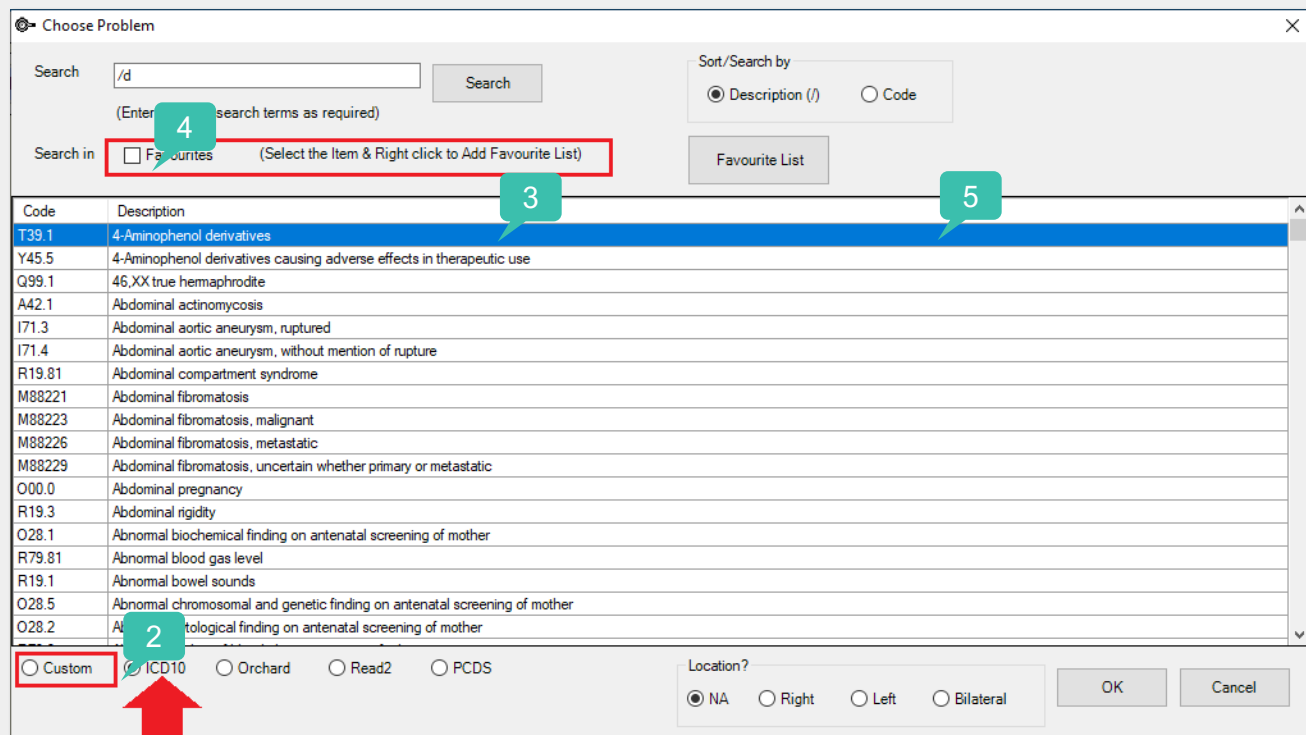 Choose Problem
Search /d Search
(Enter search terms as required)
Sort/Search by
Description (/) Code
4
Search in Favourites (Select the Item & Right click to Add Favourite List)
Favourite List
3
5
Code Description
T39.1 4-Aminophenol derivatives
Y45.5 4-Aminophenol derivatives causing adverse effects in therapeutic use
Q99.1 46,XX true hermaphrodite
A42.1 Abdominal actinomycosis
I71.3 Abdominal aortic aneurysm, ruptured
I71.4 Abdominal aortic aneurysm, without mention of rupture
R19.81 Abdominal compartment syndrome
M88221 Abdominal fibromatosis
M88223 Abdominal fibromatosis, malignant
M88226 Abdominal fibromatosis, metastatic
M88229 Abdominal fibromatosis, uncertain whether primary or metastatic
O00.0 Abdominal pregnancy
R19.3 Abdominal rigidity
O28.1 Abnormal biochemical finding on antenatal screening of mother
R79.81 Abnormal blood gas level
R19.1 Abnormal bowel sounds
O28.5 Abnormal chromosomal and genetic finding on antenatal screening of mother
O28.2 finding on antenatal screening of mother
2
Custom ICD10 Orchard Read2 PCDS
Location?
NA Right Left Bilateral
OK Cancel